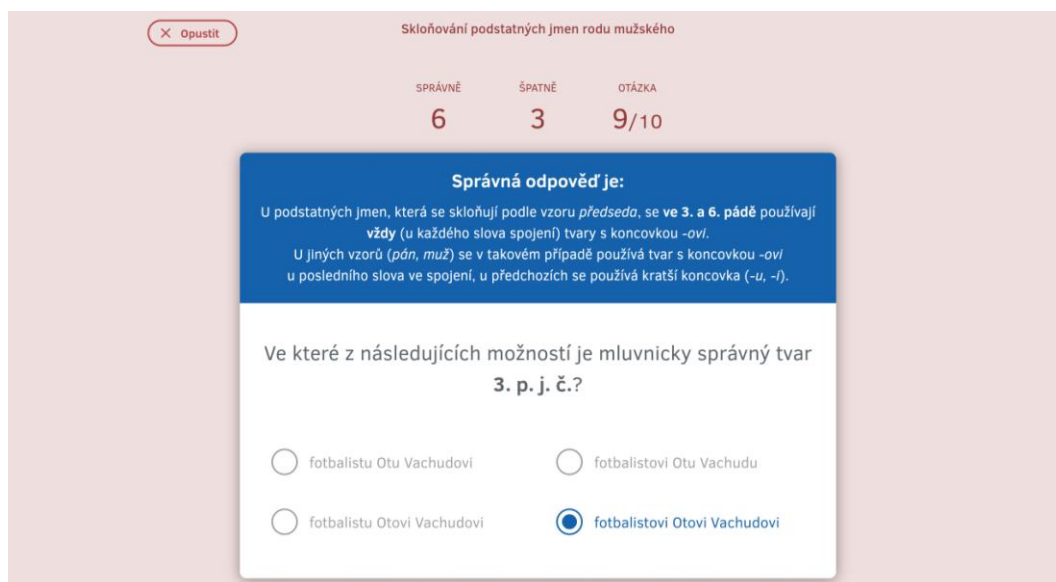 Opustit
Skloňování podstatných jmen rodu mužského
SPRÁVNĚ
ŠPATNĚ
OTÁZKA
6
3
9/10
Správná odpověď je:
U podstatných jmen, která se skloňují podle vzoru předseda, se ve 3. a 6. pádě používají
vždy (u každého slova spojení) tvary s koncovkou -ovi.
U jiných vzorů (pán, muž) se v takovém případě používá tvar s koncovkou -ovi
u posledního slova ve spojení, u předchozích se používá kratší koncovka (-u, -i).
Ve které z následujících možností je mluvnicky správný tvar
3. p. j. č.?
fotbalistu Otu Vachudovi
fotbalistovi Otu Vachudu
fotbalistu Otovi Vachudovi
fotbalistovi Otovi Vachudovi